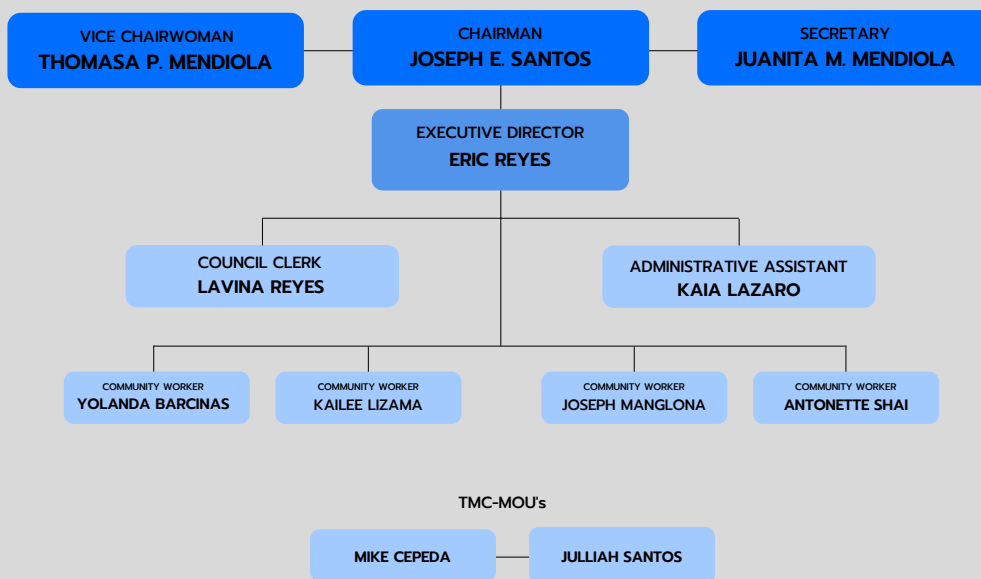 VICE CHAIRWOMAN
THOMASA P. MENDIOLA
CHAIRMAN
JOSEPH E. SANTOS
SECRETARY
JUANITA M. MENDIOLA
EXECUTIVE DIRECTOR
ERIC REYES
COUNCIL CLERK
LAVINA REYES
ADMINISTRATIVE ASSISTANT
KAIA LAZARO
COMMUNITY WORKER
YOLANDA BARCINAS
COMMUNITY WORKER
KAILEE LIZAMA
COMMUNITY WORKER
JOSEPH MANGLONA
COMMUNITY WORKER
ANTONETTE SHAI
TMC-MOU's
MIKE CEPEDA
JULLIAH SANTOS